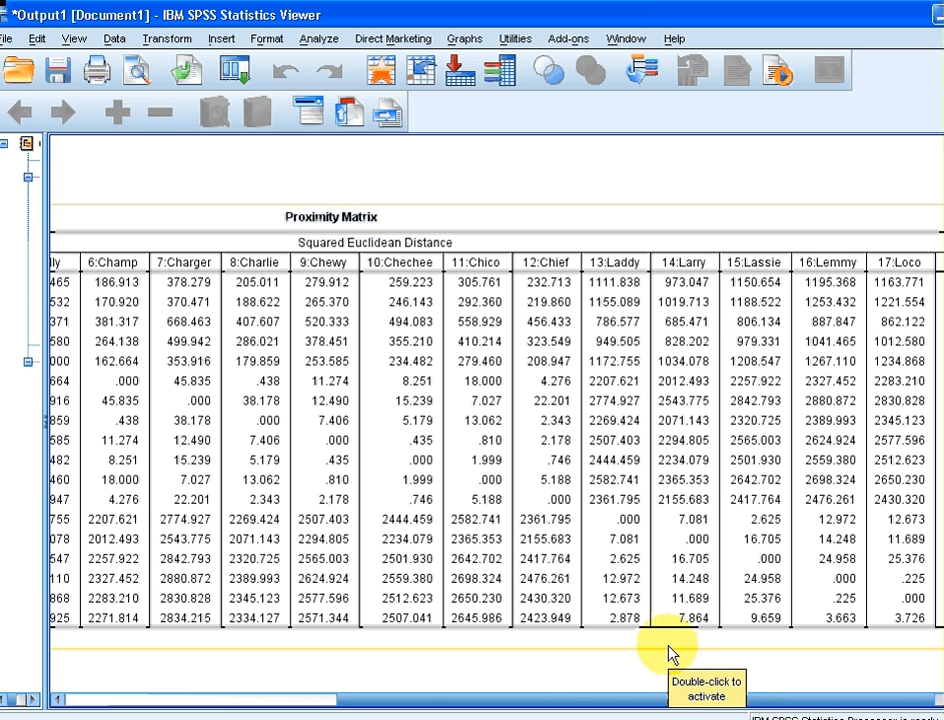 *Output1 [Document1] - IBM SPSS Statistics Viewer
File Edit View Data Transform Insert Format Analyze Direct Marketing Graphs Utilities Add-ons Window Help
Proximity Matrix
Squared Euclidean Distance
lly 6:Champ 7:Charger 8:Charlie 9:Chewy 10:Chechee 11:Chico 12:Chief 13:Laddy 14:Larry 15:Lassie 16:Lemmy 17:Loco
465 186.913 378.279 205.011 279.912 259.223 305.761 232.713 1111.838 973.047 1150.654 1195.368 1163.771
532 170.920 370.471 188.622 265.370 246.143 292.360 219.860 1155.089 1019.713 1188.522 1253.432 1221.554
371 381.317 668.463 407.607 520.333 494.083 558.929 456.433 786.577 685.471 806.134 887.847 862.122
580 264.138 499.942 286.021 378.451 355.210 410.214 323.549 949.505 828.202 979.331 1041.465 1012.580
000 162.664 353.916 179.859 253.585 234.482 279.460 208.947 1172.755 1034.078 1208.547 1267.110 1234.868
664 .000 45.835 .438 11.274 8.251 18.000 4.276 2207.621 2012.493 2257.922 2327.452 2283.210
916 45.835 .000 38.178 12.490 15.239 7.027 22.201 2774.927 2543.775 2842.793 2880.872 2830.828
859 .438 38.178 .000 7.406 5.179 13.062 2.343 2269.424 2071.143 2320.725 2389.993 2345.123
585 11.274 12.490 7.406 .000 .435 .810 2.178 2507.403 2294.805 2565.003 2624.924 2577.596
482 8.251 15.239 5.179 .435 .000 1.999 .746 2444.459 2234.079 2501.930 2559.380 2512.623
460 18.000 7.027 13.062 .810 1.999 .000 5.188 2582.741 2365.353 2642.702 2698.324 2650.230
947 4.276 22.201 2.343 2.178 .746 5.188 .000 2361.795 2155.683 2417.764 2476.261 2430.320
755 2207.621 2774.927 2269.424 2507.403 2444.459 2582.741 2361.795 .000 7.081 2.625 12.972 12.673
078 2012.493 2543.775 2071.143 2294.805 2234.079 2365.353 2155.683 7.081 .000 16.705 14.248 11.689
547 2257.922 2842.793 2320.725 2565.003 2501.930 2642.702 2417.764 2.625 16.705 .000 24.958 25.376
110 2327.452 2880.872 2389.993 2624.924 2559.380 2698.324 2476.261 12.972 14.248 24.958 .000 .225
868 2283.210 2830.828 2345.123 2577.596 2512.623 2650.230 2430.320 12.673 11.689 25.376 .225 .000
925 2271.814 2834.215 2334.127 2571.344 2507.041 2645.986 2423.949 2.878 7.864 9.659 3.663 3.726
Double-click to
activate